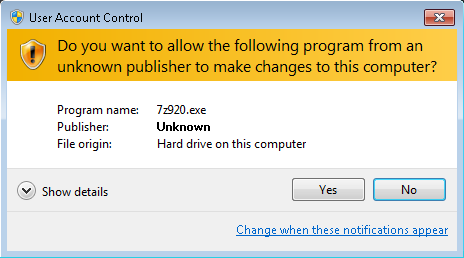 User Account Control
Do you want to allow the following program from an
unknown publisher to make changes to this computer?
Program name: 7z920.exe
Publisher: Unknown
File origin: Hard drive on this computer
Show details Yes No
Change when these notifications appear